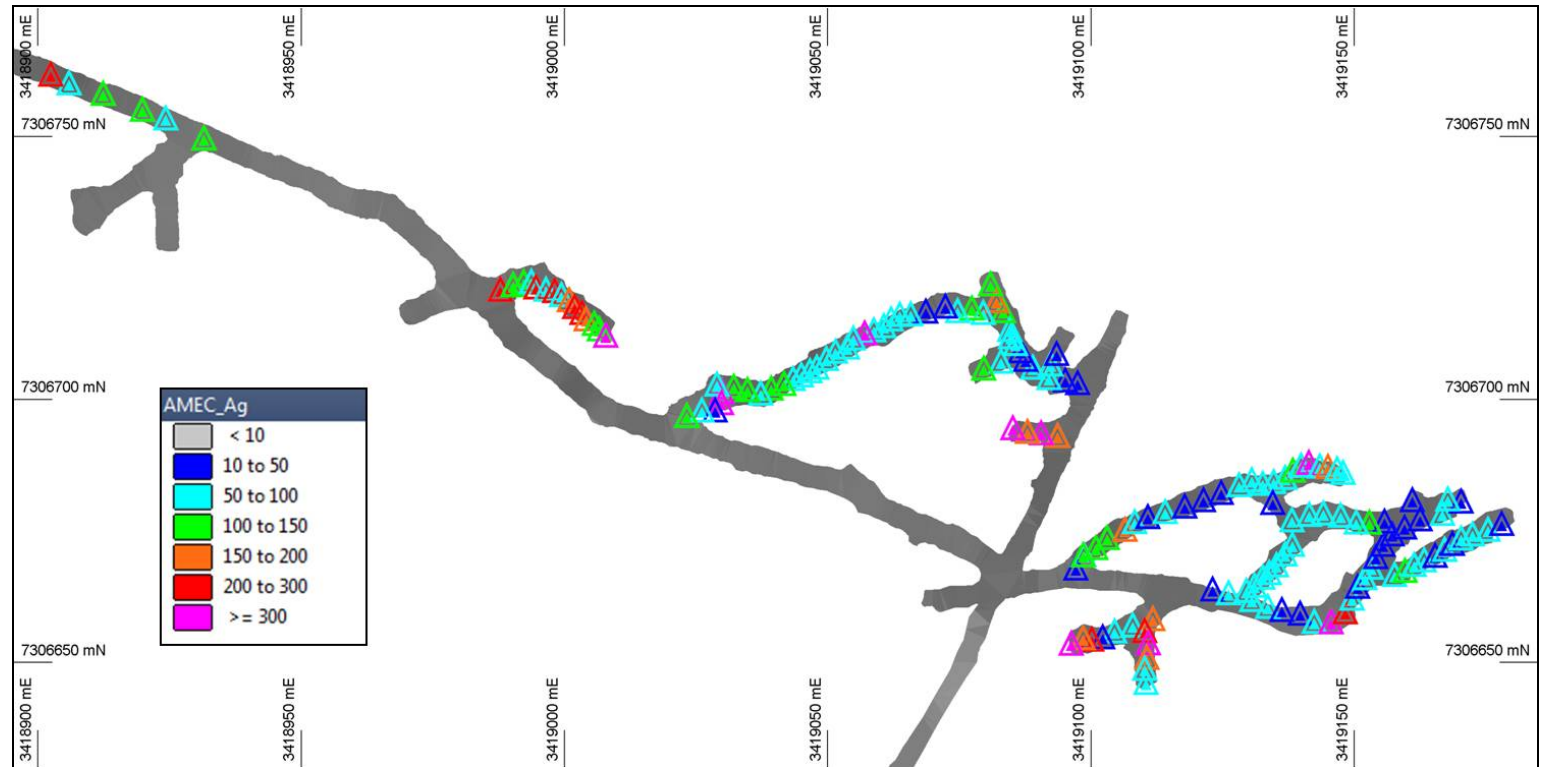 3418900 mE
3418950 mE
3419000 mE
3419050 mE
3419100 mE
3419150 mE
7306750 mN
7306750 mN
7306700 mN
7306700 mN
AMEC_Ag
< 10
10 to 50
50 to 100
100 to 150
150 to 200
200 to 300
>= 300
7306650 mN
7306650 mN
3418900 mE
3418950 mE
3419000 mE
3419050 mE
3419100 mE
3419150 mE